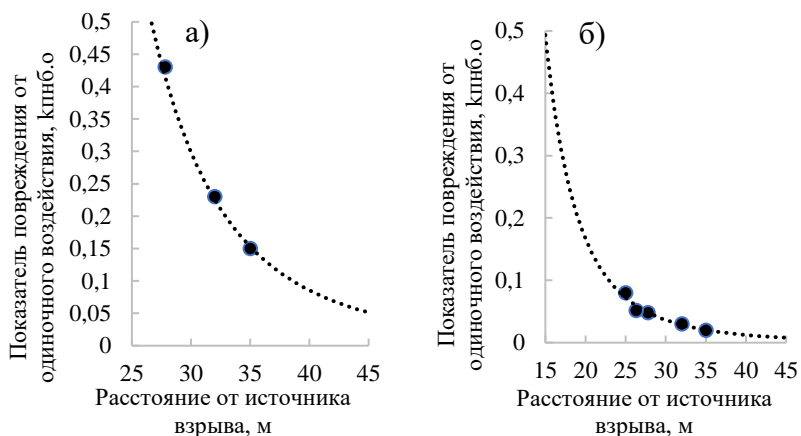 а)
Показатель повреждения от
одиночного воздействия, kпнб.о
0,5
0,45
0,4
0,35
0,3
0,25
0,2
0,15
0,1
0,05
0
25 30 35 40 45
Расстояние от источника
взрыва, м
б)
Показатель повреждения от
одиночного воздействия, kпнб.о
0,5
0,4
0,3
0,2
0,1
0
15 20 25 30 35 40 45
Расстояние от источника
взрыва, м